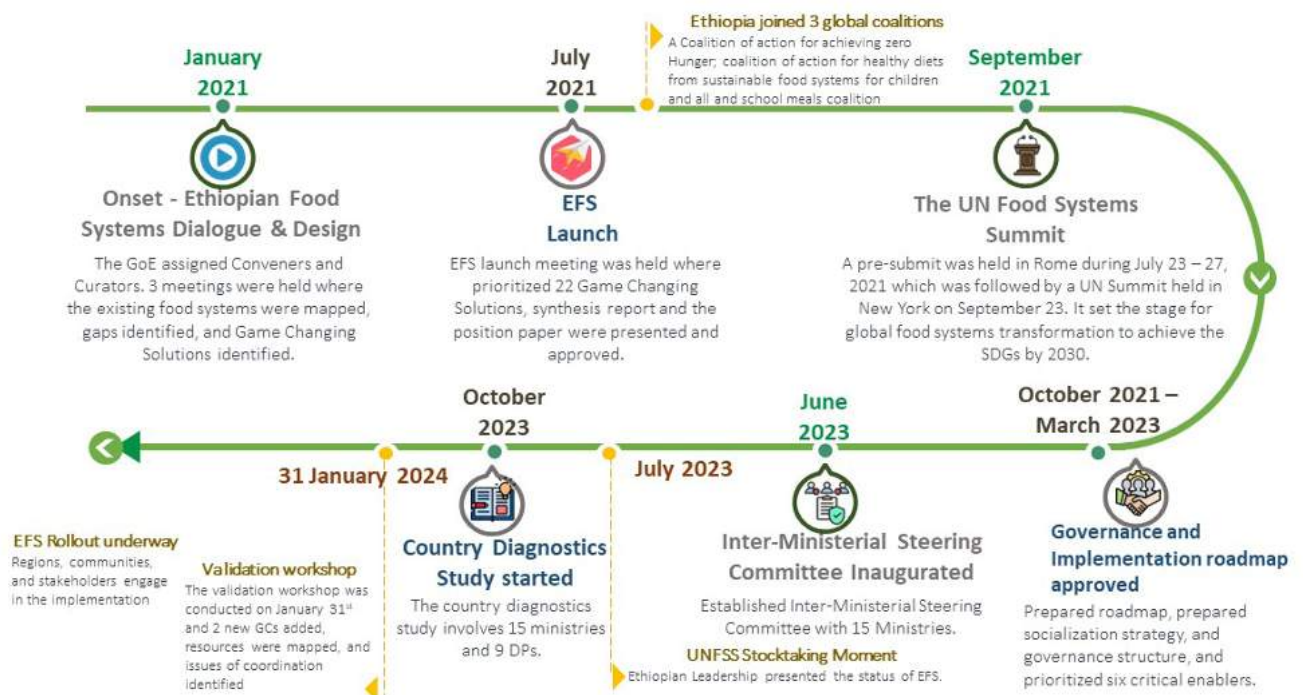 Ethiopia joined 3 global coalitions
A Coalition of action for achieving zero
Hunger; coalition of action for healthy diets
from sustainable food systems for children
and all and school meals coalition
January
2021
July
2021
September
2021
Onset - Ethiopian Food
Systems Dialogue & Design
The GoE assigned Conveners and
Curators. 3 meetings were held where
the existing food systems were mapped,
gaps identified, and Game Changing
Solutions identified.
EFS
Launch
EFS launch meeting was held where
prioritized 22 Game Changing
Solutions, synthesis report and the
position paper were presented and
approved.
The UN Food Systems
Summit
A pre-submit was held in Rome during July 23 – 27,
2021 which was followed by a UN Summit held in
New York on September 23. It set the stage for
global food systems transformation to achieve the
SDGs by 2030.
October 2021 –
March 2023
Governance and
Implementation roadmap
approved
Prepared roadmap, prepared
socialization strategy, and
governance structure, and
prioritized six critical enablers.
June
2023
Inter-Ministerial Steering
Committee Inaugurated
Established Inter-Ministerial Steering
Committee with 15 Ministries.
July 2023
UNFSS Stocktaking Moment
Ethiopian Leadership presented the status of EFS.
October
2023
Country Diagnostics
Study started
The country diagnostics
study involves 15 ministries
and 9 DPs.
31 January 2024
Validation workshop
The validation workshop was
conducted on January 31st
and 2 new GCs added,
resources were mapped, and
issues of coordination
identified
EFS Rollout underway
Regions, communities,
and stakeholders engage
in the implementation